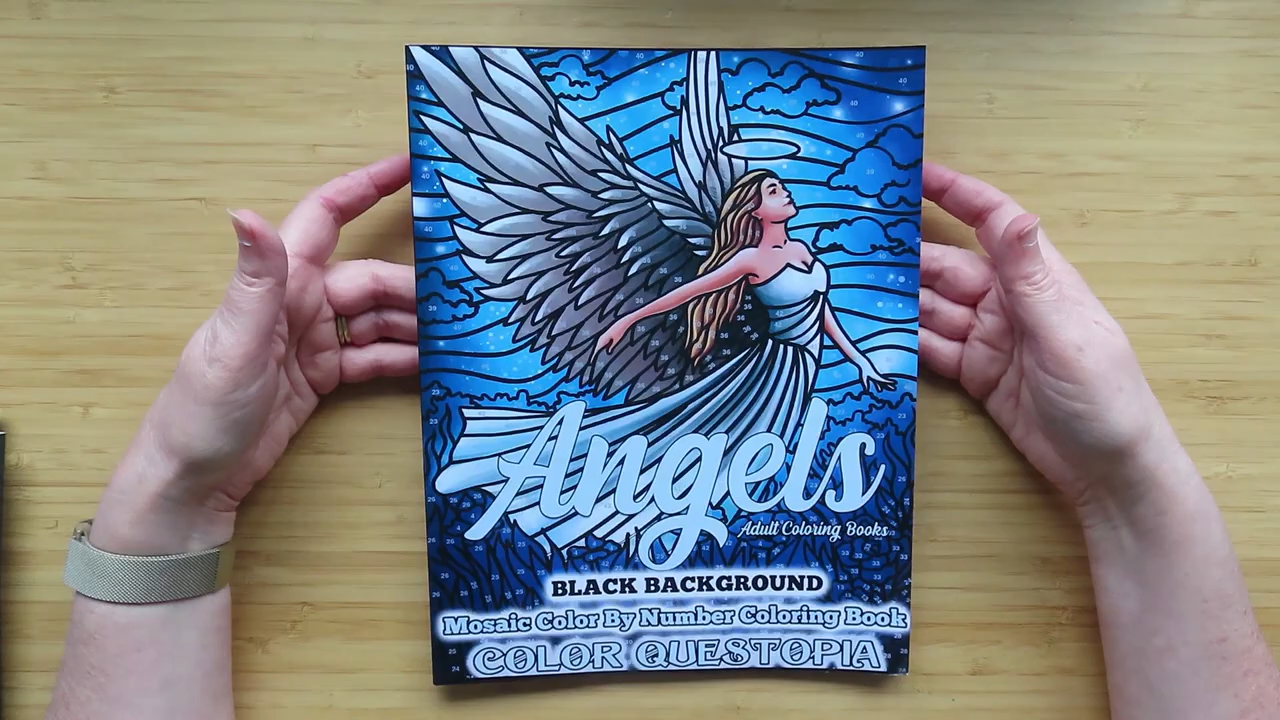 Angels
Adult Coloring Books
BLACK BACKGROUND
Mosaic Color By Number Coloring Book
COLOR QUESTOPIA